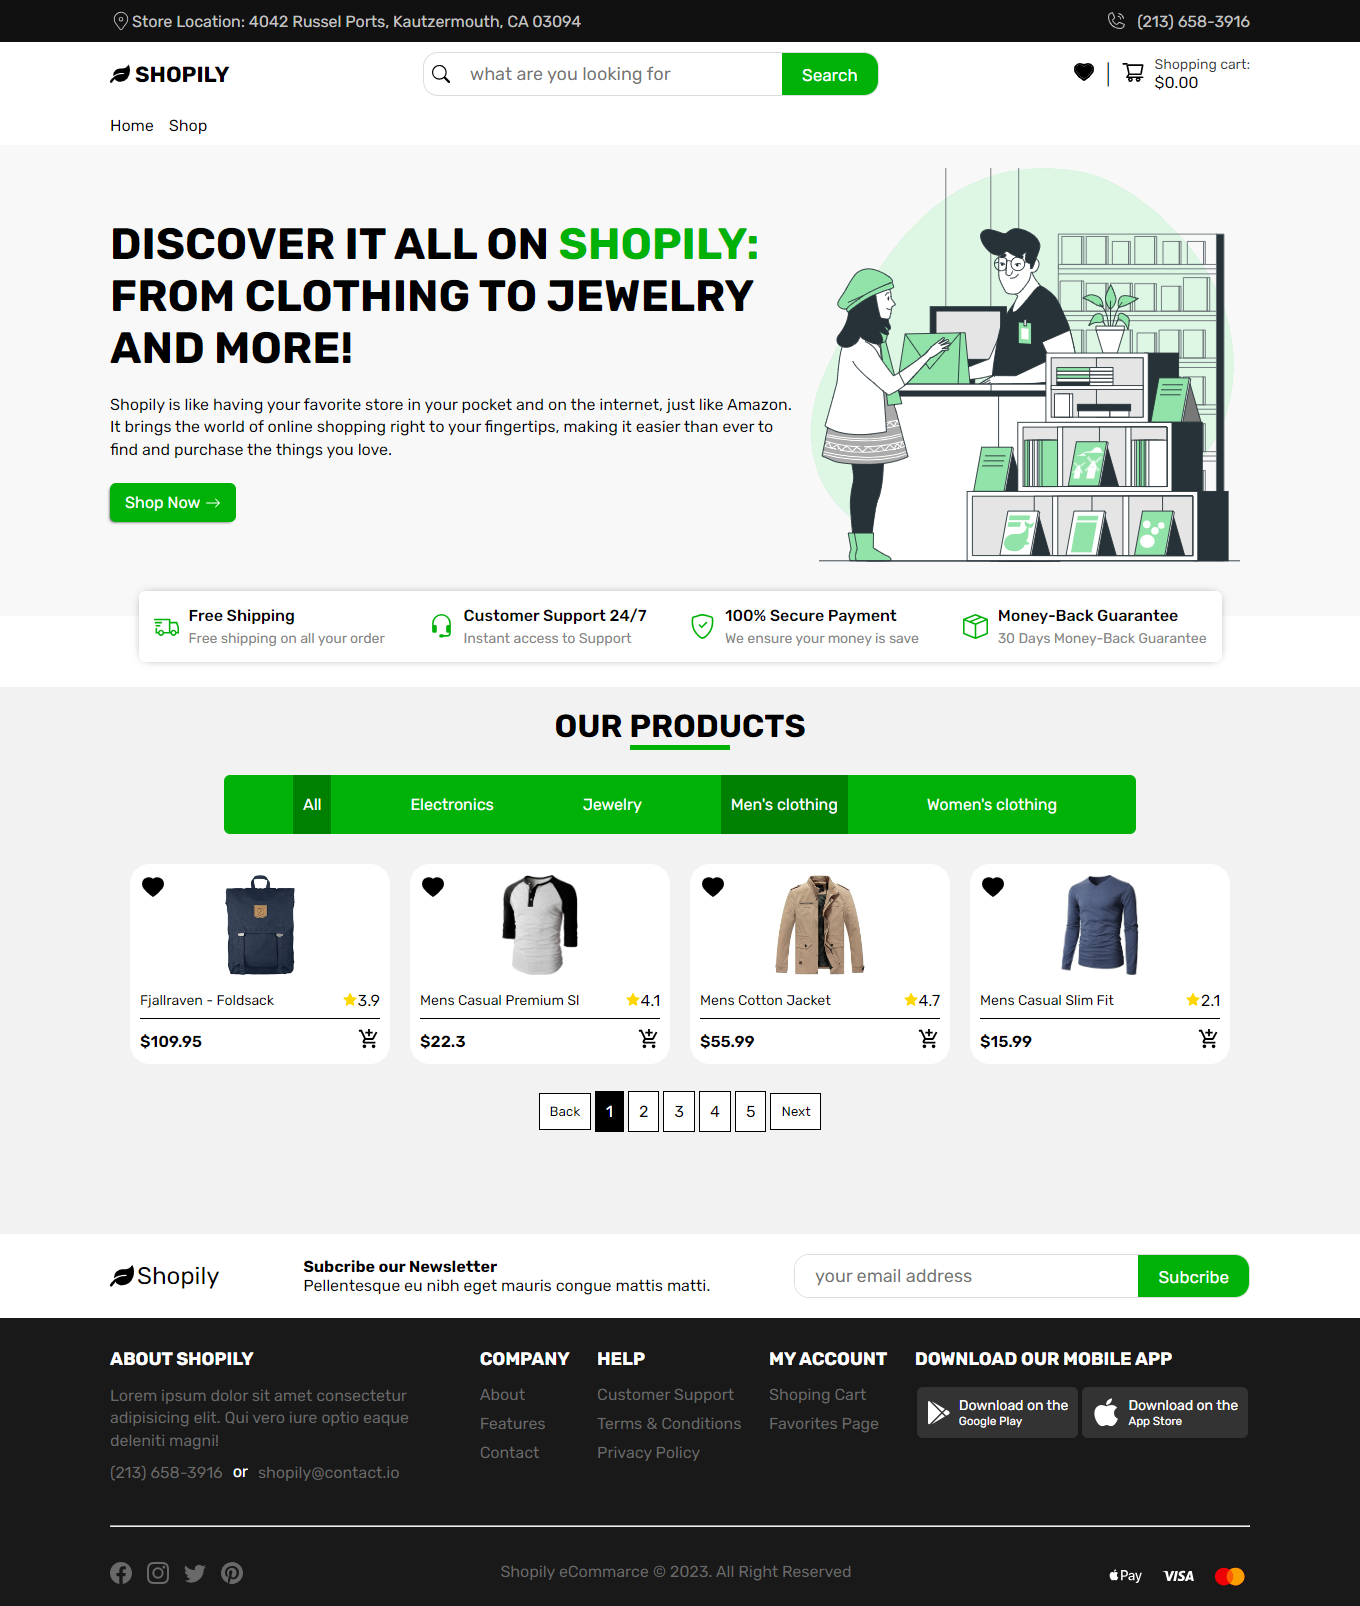 Store Location: 4042 Russel Ports, Kautzermouth, CA 03094
(213) 658-3916
SHOPILY
what are you looking for
Search
Shopping cart:
$0.00
Home Shop
DISCOVER IT ALL ON SHOPILY:
FROM CLOTHING TO JEWELRY
AND MORE!
Shopily is like having your favorite store in your pocket and on the internet, just like Amazon.
It brings the world of online shopping right to your fingertips, making it easier than ever to
find and purchase the things you love.
Shop Now
Free Shipping
Free shipping on all your order
Customer Support 24/7
Instant access to Support
100% Secure Payment
We ensure your money is save
Money-Back Guarantee
30 Days Money-Back Guarantee
OUR PRODUCTS
All Electronics Jewelry Men's clothing Women's clothing
Fjallraven - Foldsack 3.9
$109.95
Mens Casual Premium Sl 4.1
$22.3
Mens Cotton Jacket 4.7
$55.99
Mens Casual Slim Fit 2.1
$15.99
Back 1 2 3 4 5 Next
Shopily
Subcribe our Newsletter
Pellentesque eu nibh eget mauris congue mattis matti.
your email address
Subcribe
ABOUT SHOPILY
Lorem ipsum dolor sit amet consectetur
adipisicing elit. Qui vero iure optio eaque
deleniti magni!
(213) 658-3916 or shopily@contact.io
COMPANY
About
Features
Contact
HELP
Customer Support
Terms & Conditions
Privacy Policy
MY ACCOUNT
Shoping Cart
Favorites Page
DOWNLOAD OUR MOBILE APP
Download on the
Google Play
Download on the
App Store
Shopily eCommarce © 2023. All Right Reserved
Pay
VISA